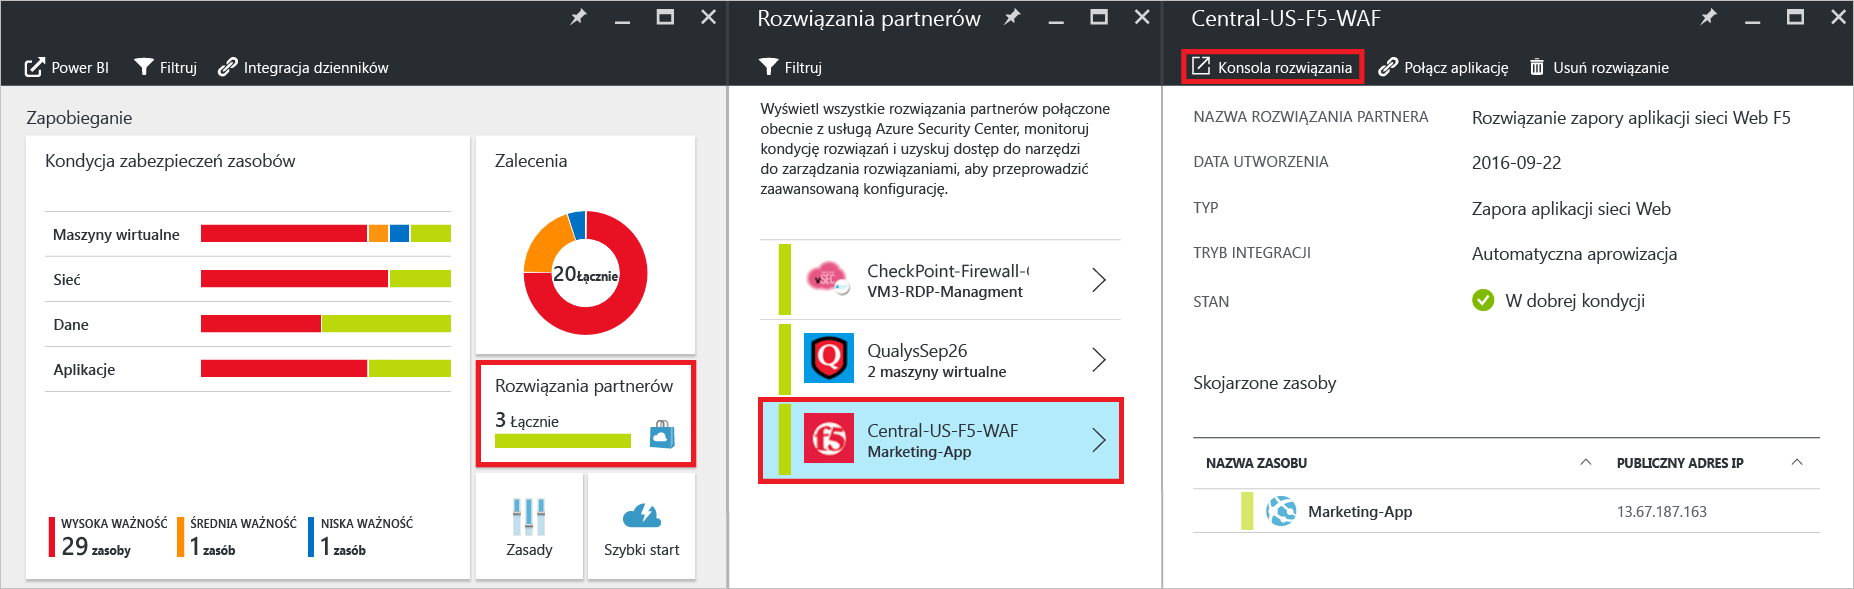 Power BI
Filtruj
Integracja dzienników
Zapobieganie
Kondycja zabezpieczeń zasobów
Maszyny wirtualne
Sieć
Dane
Aplikacje
WYSOKA WAŻNOŚĆ
29 zasoby
ŚREDNIA WAŻNOŚĆ
1 zasób
NISKA WAŻNOŚĆ
1 zasób
Zalecenia
20Łącznie
Rozwiązania partnerów
3 Łącznie
Zasady
Szybki start
Rozwiązania partnerów
Filtruj
Wyświetl wszystkie rozwiązania partnerów połączone
obecnie z usługą Azure Security Center, monitoruj
kondycję rozwiązań i uzyskuj dostęp do narzędzi
do zarządzania rozwiązaniami, aby przeprowadzić
zaawansowaną konfigurację.
vSEC
CheckPoint-Firewall-
VM3-RDP-Managment
QualysSep26
2 maszyny wirtualne
f5
Central-US-F5-WAF
Marketing-App
Central-US-F5-WAF
Konsola rozwiązania
Połącz aplikację
Usuń rozwiązanie
NAZWA ROZWIĄZANIA PARTNERA
Rozwiązanie zapory aplikacji sieci Web F5
DATA UTWORZENIA
2016-09-22
TYP
Zapora aplikacji sieci Web
TRYB INTEGRACJI
Automatyczna aprowizacja
STAN
W dobrej kondycji
Skojarzone zasoby
NAZWA ZASOBU
PUBLICZNY ADRES IP
Marketing-App
13.67.187.163